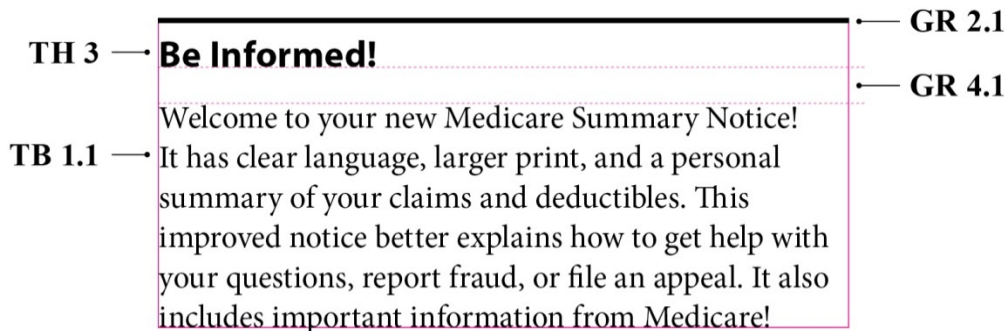 GR 2.1
TH 3 Be Informed!
GR 4.1
Welcome to your new Medicare Summary Notice!
TB 1.1 It has clear language, larger print, and a personal
summary of your claims and deductibles. This
improved notice better explains how to get help with
your questions, report fraud, or file an appeal. It also
includes important information from Medicare!